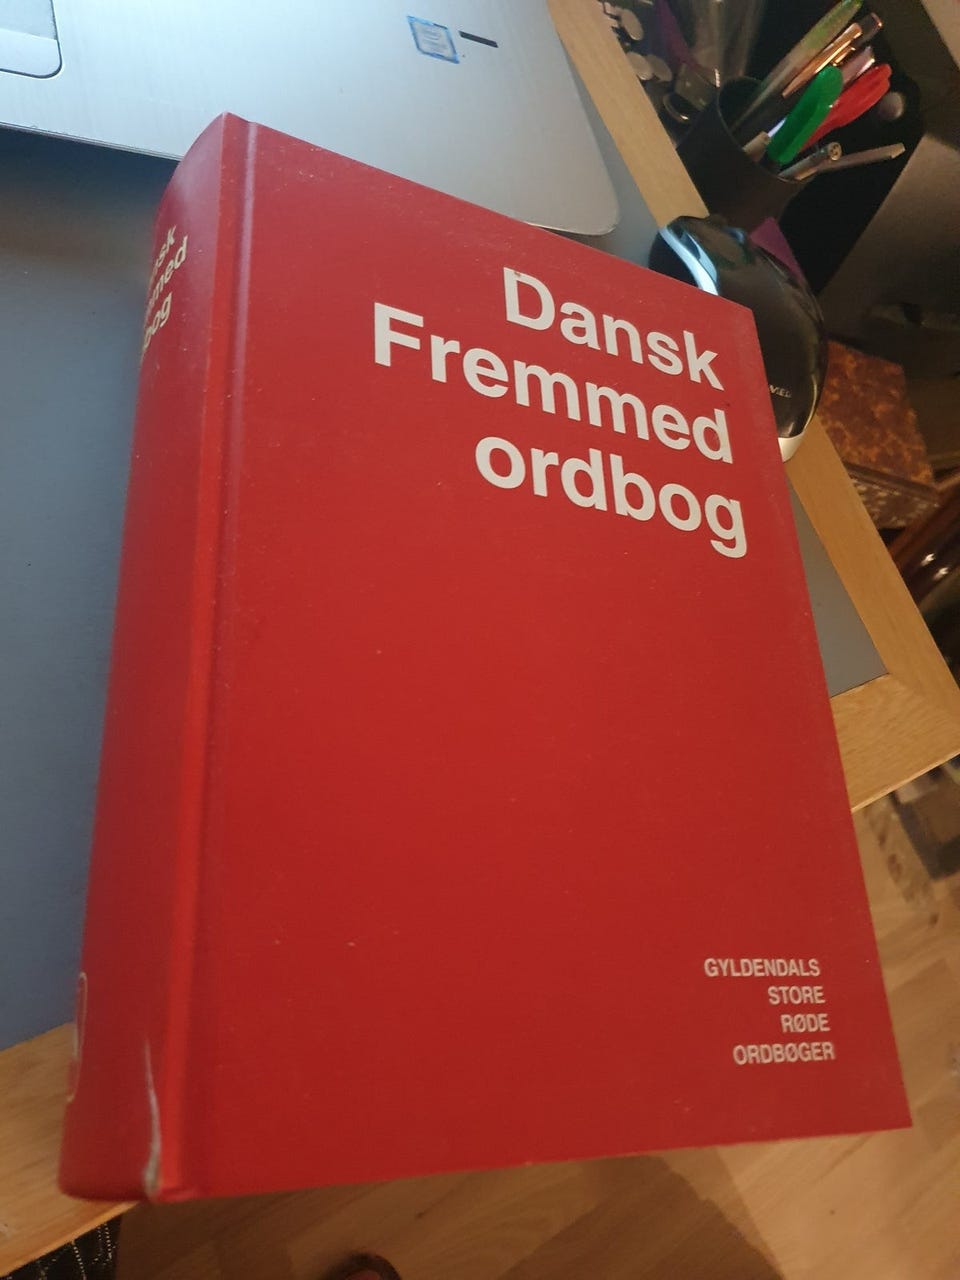 Dansk
Fremmed
ordbog
GYLDENDALS
STORE
RØDE
ORDBØGER